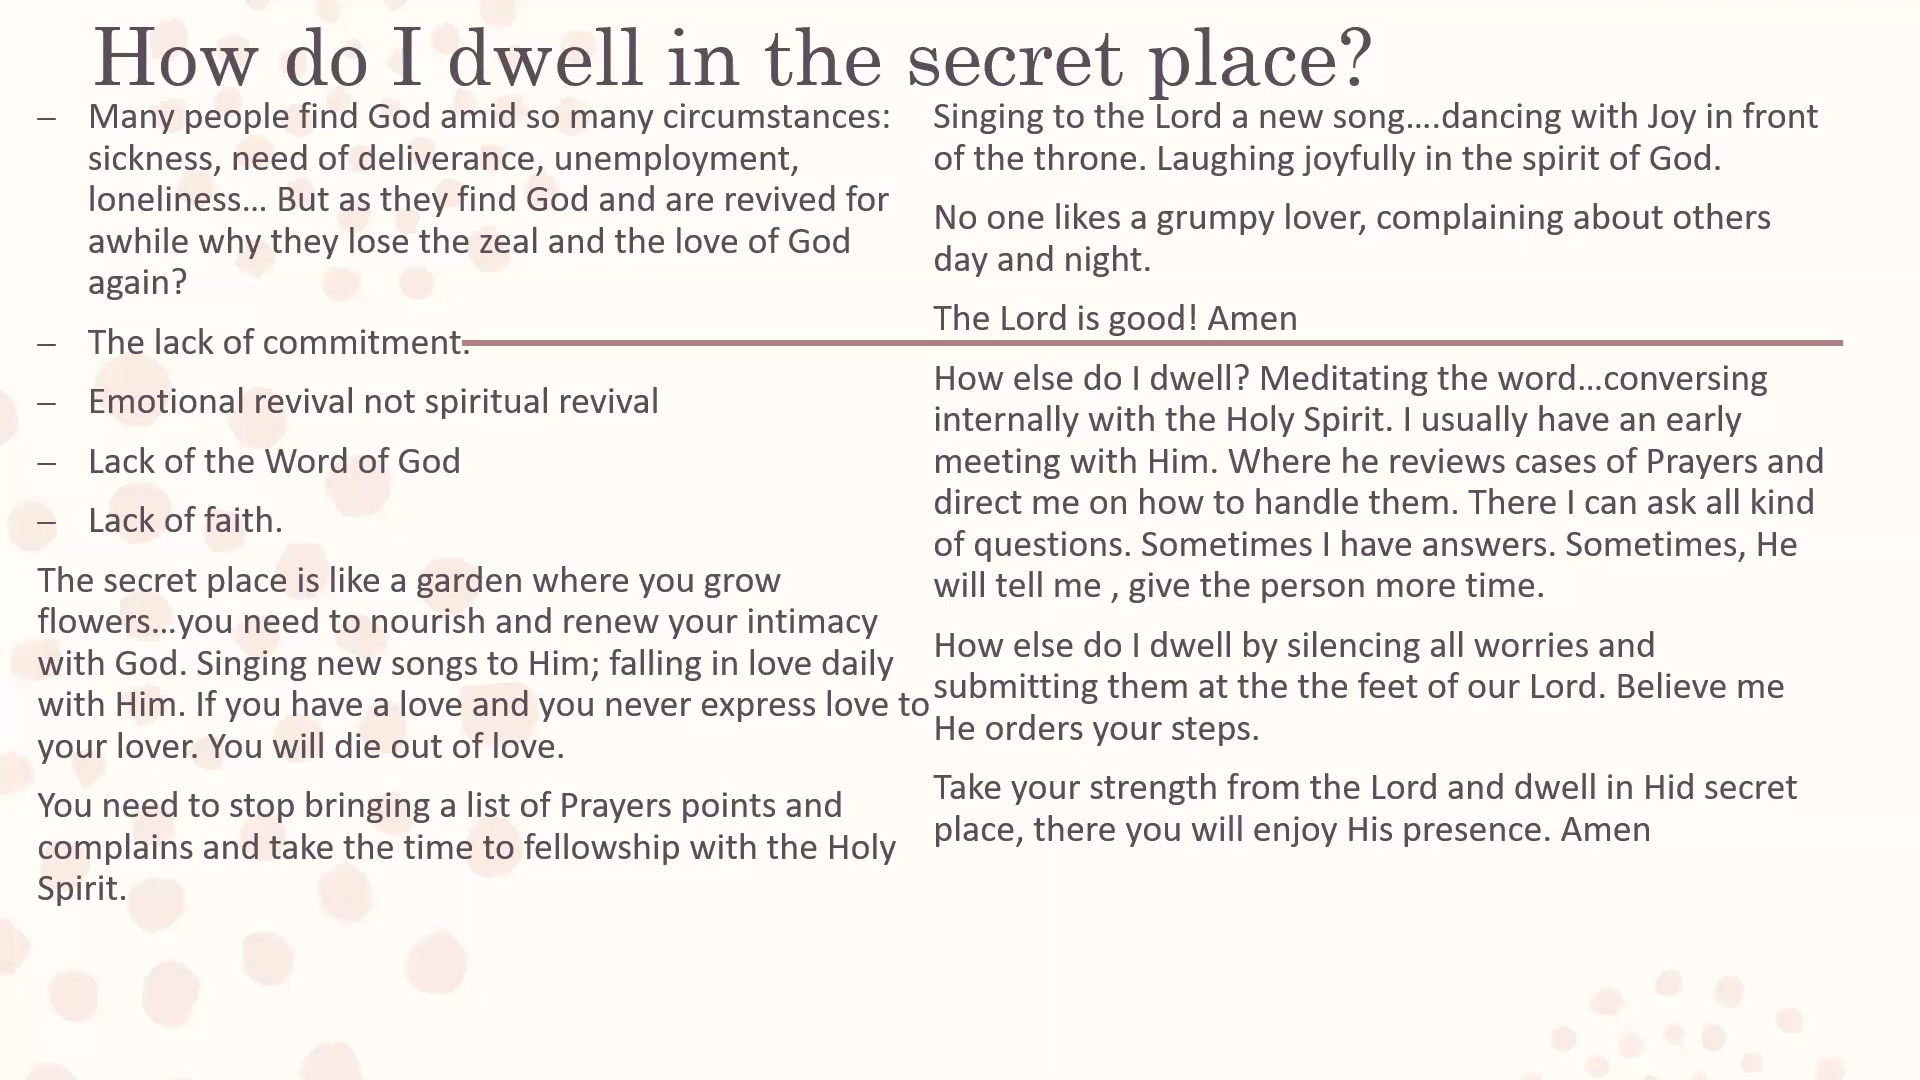 How do I dwell in the secret place?
– Many people find God amid so many circumstances:
sickness, need of deliverance, unemployment,
loneliness… But as they find God and are revived for
awhile why they lose the zeal and the love of God
again?
– The lack of commitment.
– Emotional revival not spiritual revival
– Lack of the Word of God
– Lack of faith.
The secret place is like a garden where you grow
flowers…you need to nourish and renew your intimacy
with God. Singing new songs to Him; falling in love daily
with Him. If you have a love and you never express love to
your lover. You will die out of love.
You need to stop bringing a list of Prayers points and
complains and take the time to fellowship with the Holy
Spirit.
Singing to the Lord a new song….dancing with Joy in front
of the throne. Laughing joyfully in the spirit of God.
No one likes a grumpy lover, complaining about others
day and night.
The Lord is good! Amen
How else do I dwell? Meditating the word…conversing
internally with the Holy Spirit. I usually have an early
meeting with Him. Where he reviews cases of Prayers and
direct me on how to handle them. There I can ask all kind
of questions. Sometimes I have answers. Sometimes, He
will tell me , give the person more time.
How else do I dwell by silencing all worries and
submitting them at the the feet of our Lord. Believe me
He orders your steps.
Take your strength from the Lord and dwell in Hid secret
place, there you will enjoy His presence. Amen